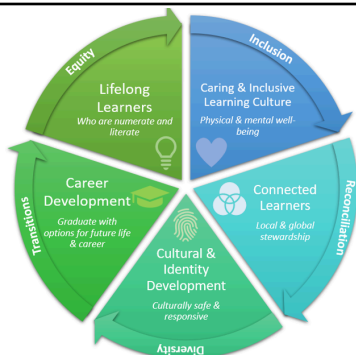 Equity
Lifelong
Learners
Who are numerate and
literate
Inclusion
Caring & Inclusive
Learning Culture
Physical & mental well-
being
Reconciliation
Connected
Learners
Local & global
stewardship
Diversity
Cultural &
Identity
Development
Culturally safe &
responsive
Transitions
Career
Development
Graduate with
options for future life
& career